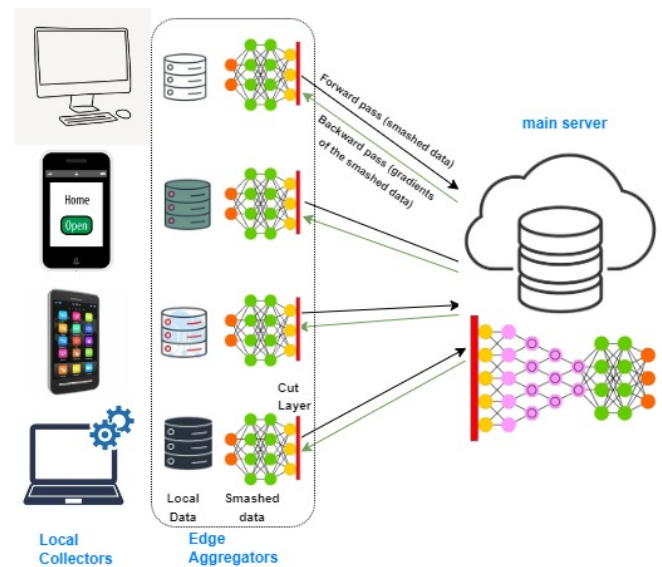 Forward pass (smashed data)
Backward pass (gradients
of the smashed data)
main server
Home
Open
Cut
Layer
Local
Data
Smashed
data
Local
Collectors
Edge
Aggregators